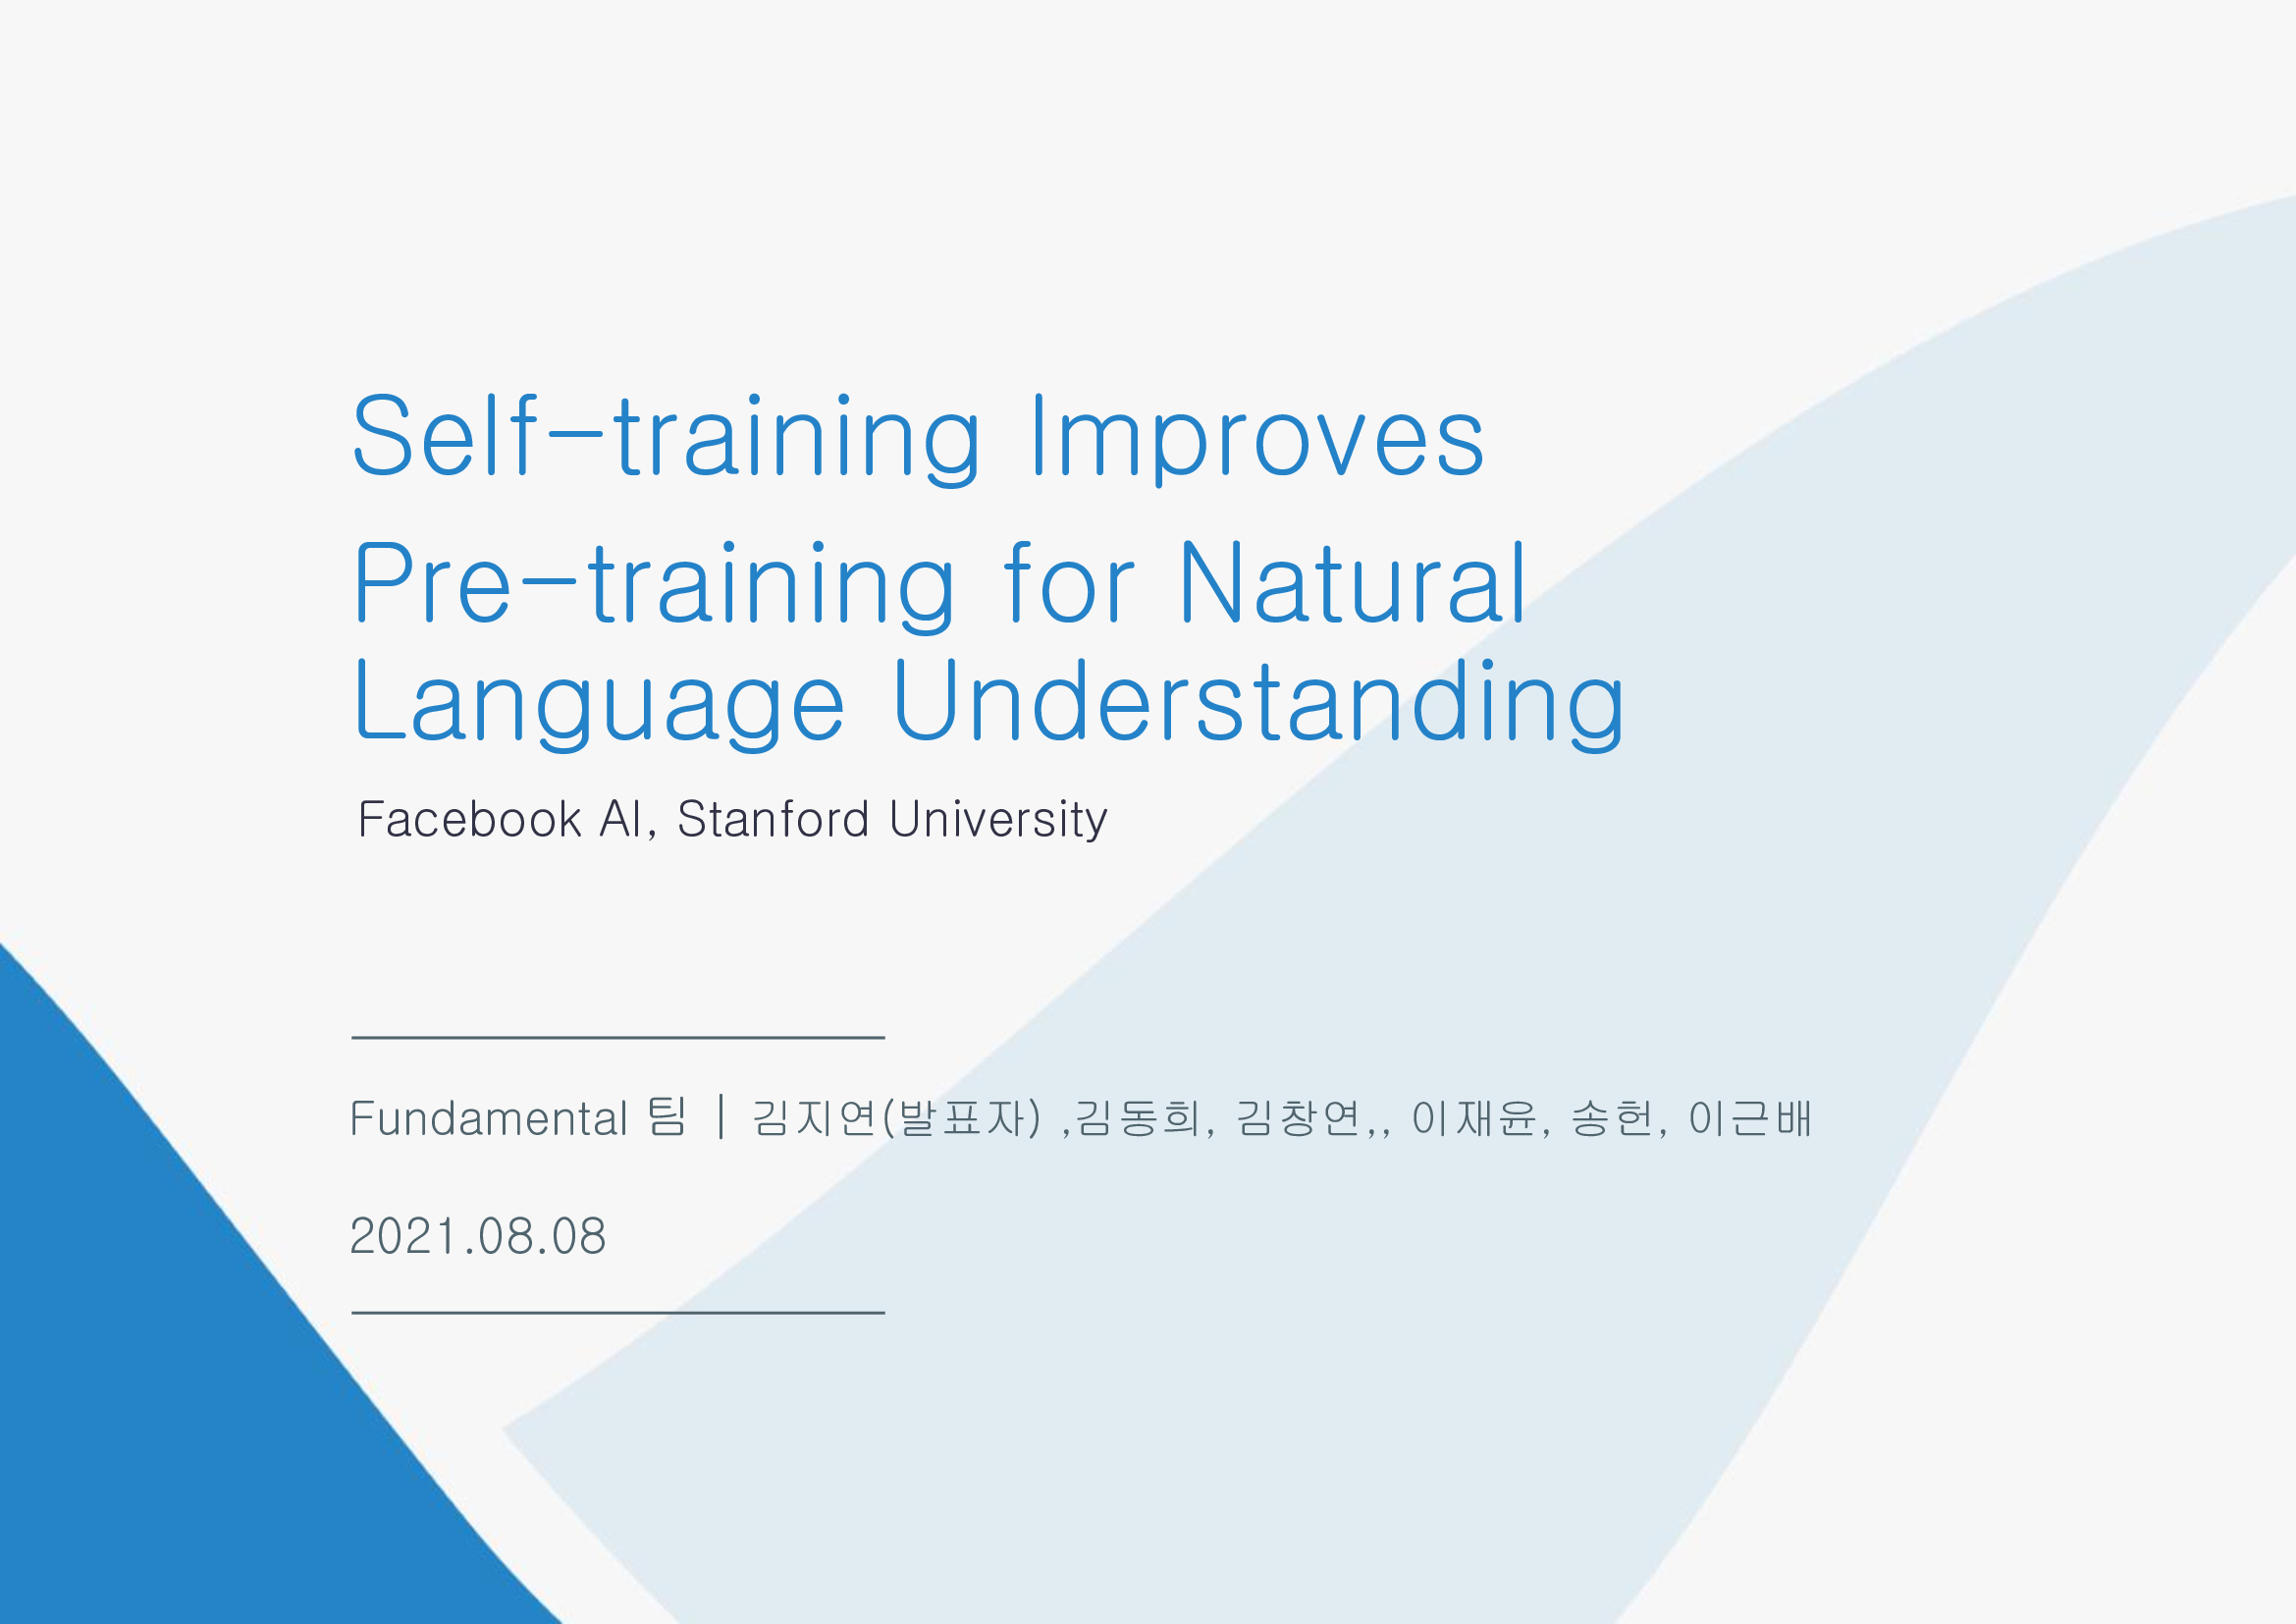 Self-training Improves
Pre-training for Natural
Language Understanding
Facebook AI, Stanford University
Fundamental 팀 | 김지연(발표자) ,김동희, 김창연,, 이재윤, 송헌, 이근배
2021.08.08